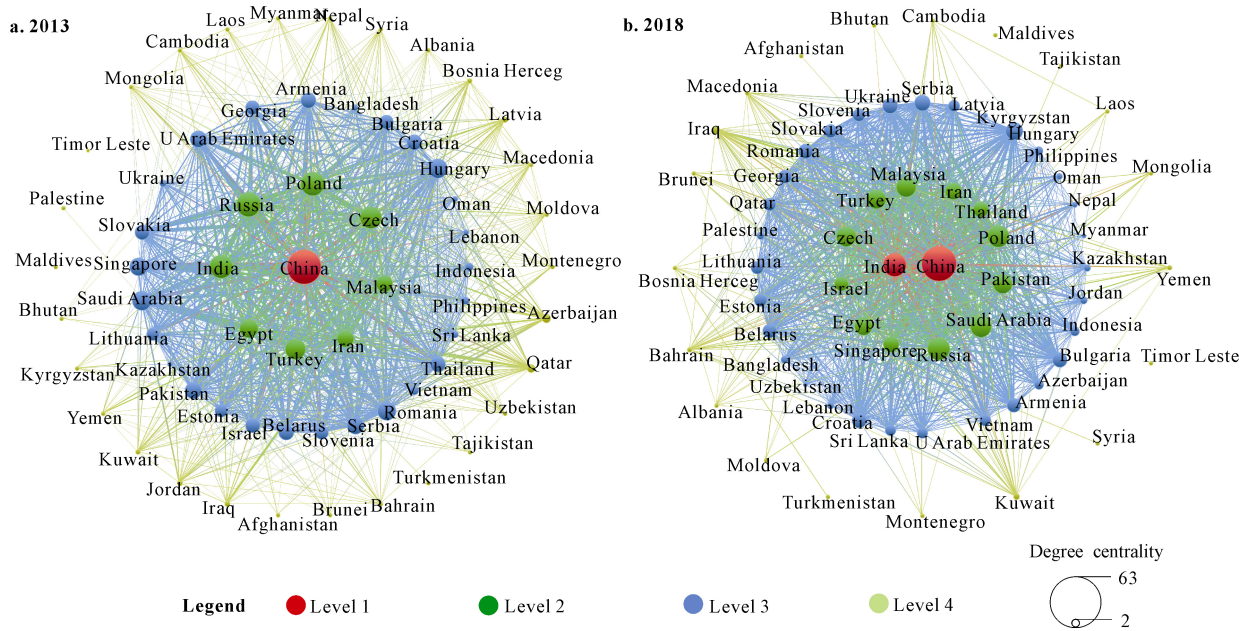 a. 2013
Myanmar
Nepal
Laos
Syria
Cambodia
Albania
Mongolia
Bosnia Herceg
Armenia
Georgia
Bangladesh
Latvia
Bulgaria
U Arab Emirates
Croatia
Timor Leste
Hungary
Macedonia
Ukraine
Poland
Palestine
Russia
Oman
Moldova
Slovakia
Czech
Lebanon
Maldives
Singapore
India
China
Indonesia
Montenegro
Malaysia
Saudi Arabia
Philippines
Bhutan
Azerbaijan
Egypt
Sri Lanka
Lithuania
Iran
Turkey
Qatar
Kyrgyzstan
Kazakhstan
Thailand
Pakistan
Vietnam
Yemen
Estonia
Romania
Uzbekistan
Israel
Belarus
Serbia
Slovenia
Kuwait
Tajikistan
Jordan
Turkmenistan
Iraq
Brunei
Bahrain
Afghanistan
b. 2018
Bhutan
Cambodia
Maldives
Afghanistan
Tajikistan
Macedonia
Serbia
Ukraine
Slovenia
Latvia
Laos
Iraq
Slovakia
Kyrgyzstan
Hungary
Romania
Philippines
Brunei
Georgia
Malaysia
Mongolia
Oman
Qatar
Turkey
Iran
Thailand
Nepal
Palestine
Czech
Poland
Myanmar
Lithuania
India
China
Kazakhstan
Bosnia Herceg
Israel
Pakistan
Yemen
Estonia
Jordan
Belarus
Egypt
Saudi Arabia
Indonesia
Bahrain
Singapore
Russia
Bulgaria
Timor Leste
Bangladesh
Uzbekistan
Azerbaijan
Albania
Lebanon
Armenia
Croatia
Vietnam
Sri Lanka
U Arab Emirates
Syria
Moldova
Turkmenistan
Kuwait
Montenegro
Degree centrality
63
2
Legend
Level 1
Level 2
Level 3
Level 4